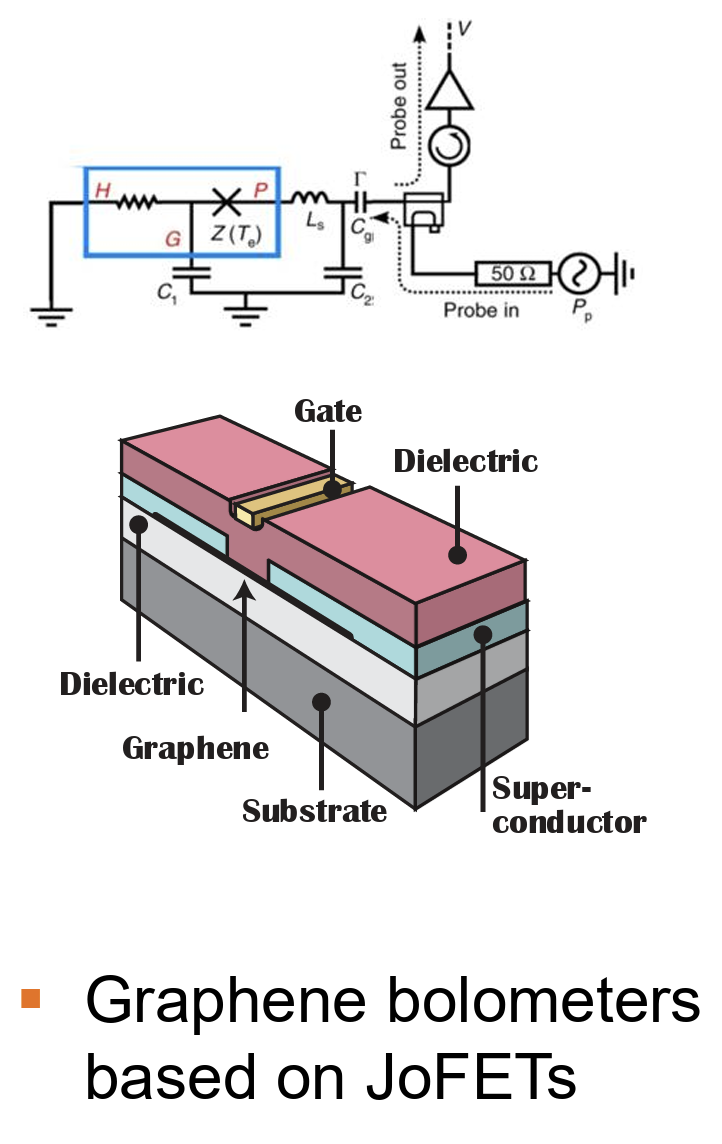 V
Probe out
H
P
Γ
G
Z(Tₑ)
Lₛ
C₁
C₂
50 Ω
Probe in
Pₚ
Gate
Dielectric
Dielectric
Graphene
Substrate
Super-
conductor
Graphene bolometers
based on JoFETs